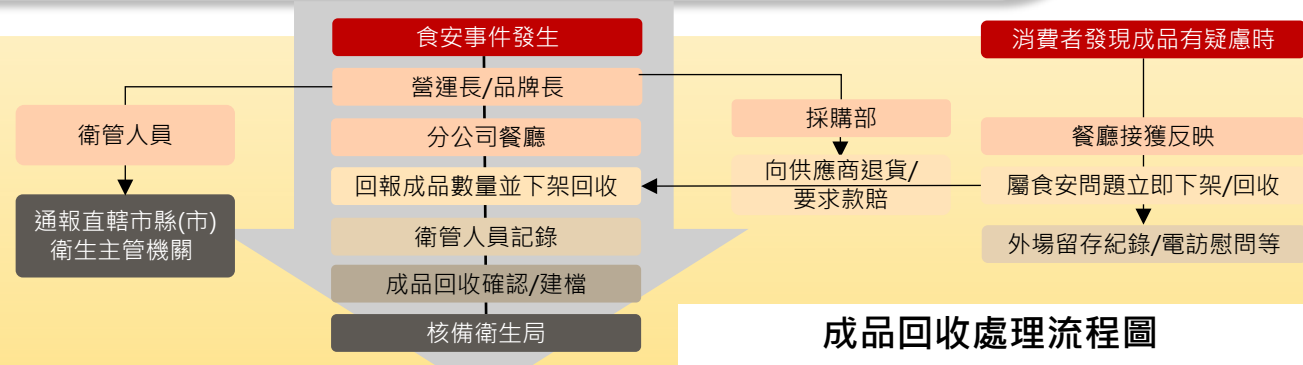 食安事件發生
營運長/品牌長
分公司餐廳
回報成品數量並下架回收
衛管人員記錄
成品回收確認/建檔
核備衛生局
衛管人員
通報直轄市縣(市)
衛生主管機關
採購部
向供應商退貨/
要求款賠
消費者發現成品有疑慮時
餐廳接獲反映
屬食安問題立即下架/回收
外場留存紀錄/電訪慰問等
成品回收處理流程圖